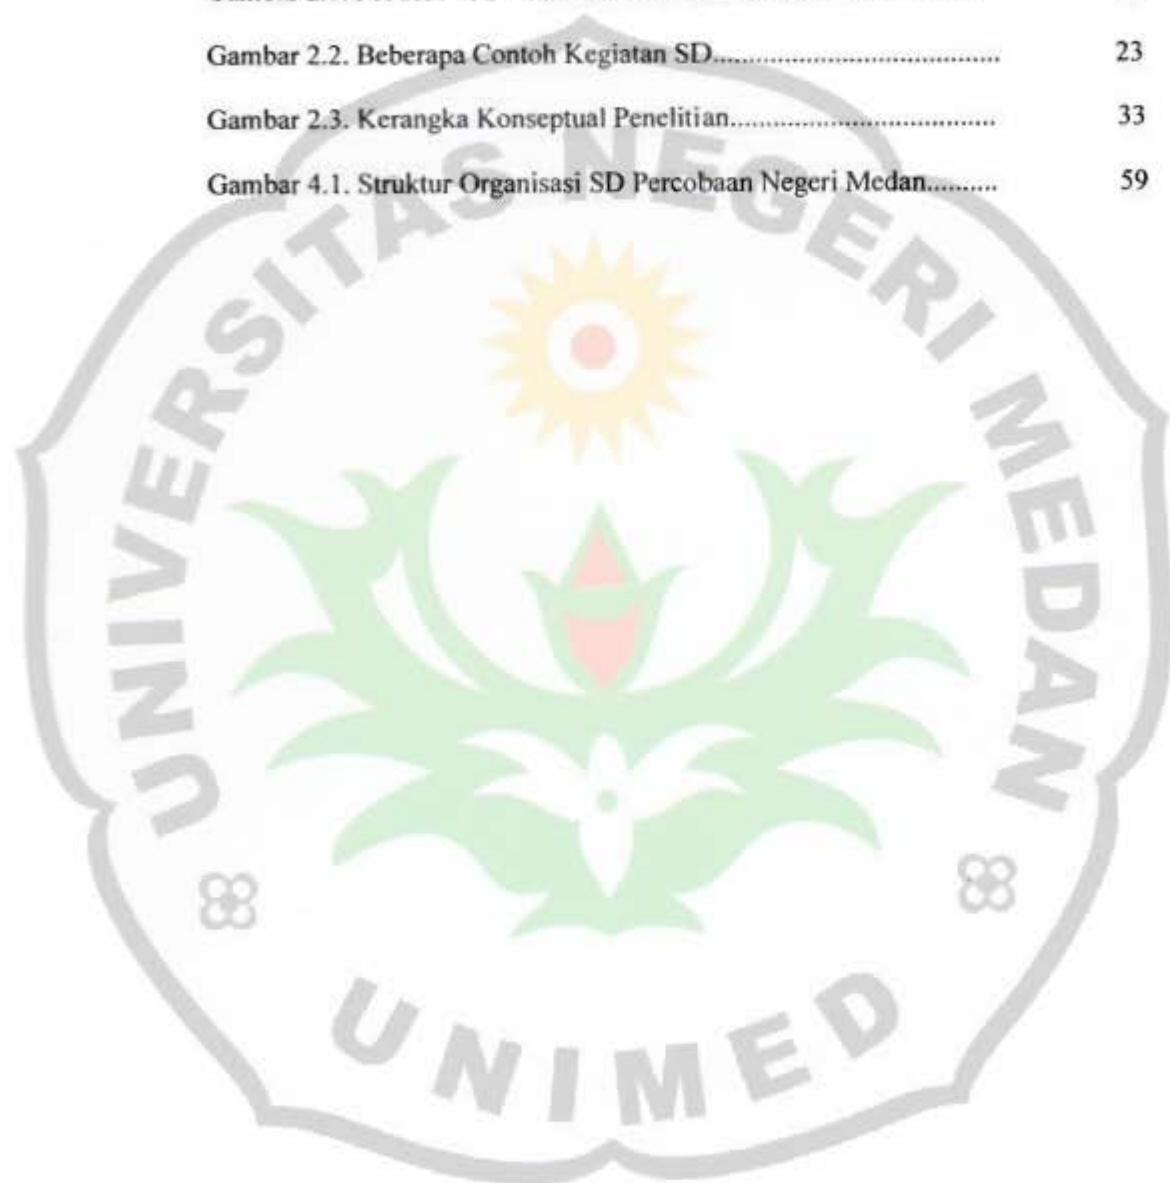 Gambar 2.2. Beberapa Contoh Kegiatan SD........................................ 23
Gambar 2.3. Kerangka Konseptual Penelitian..................................... 33
Gambar 4.1. Struktur Organisasi SD Percobaan Negeri Medan.......... 59
UNIVERSITAS NEGERI MEDAN
UNIMED